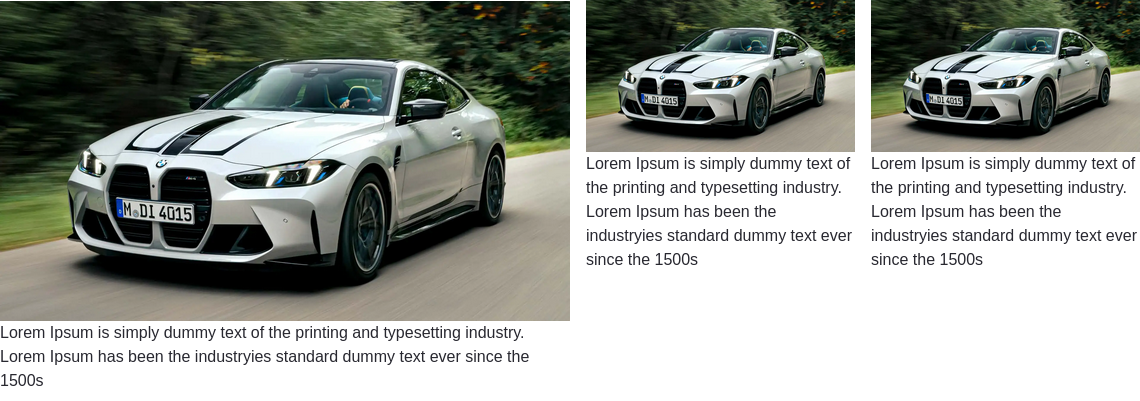 M DI 4015
Lorem Ipsum is simply dummy text of the printing and typesetting industry.
Lorem Ipsum has been the industryies standard dummy text ever since the
1500s
M DI 4015
Lorem Ipsum is simply dummy text of
the printing and typesetting industry.
Lorem Ipsum has been the
industryies standard dummy text ever
since the 1500s
M DI 4015
Lorem Ipsum is simply dummy text of
the printing and typesetting industry.
Lorem Ipsum has been the
industryies standard dummy text ever
since the 1500s